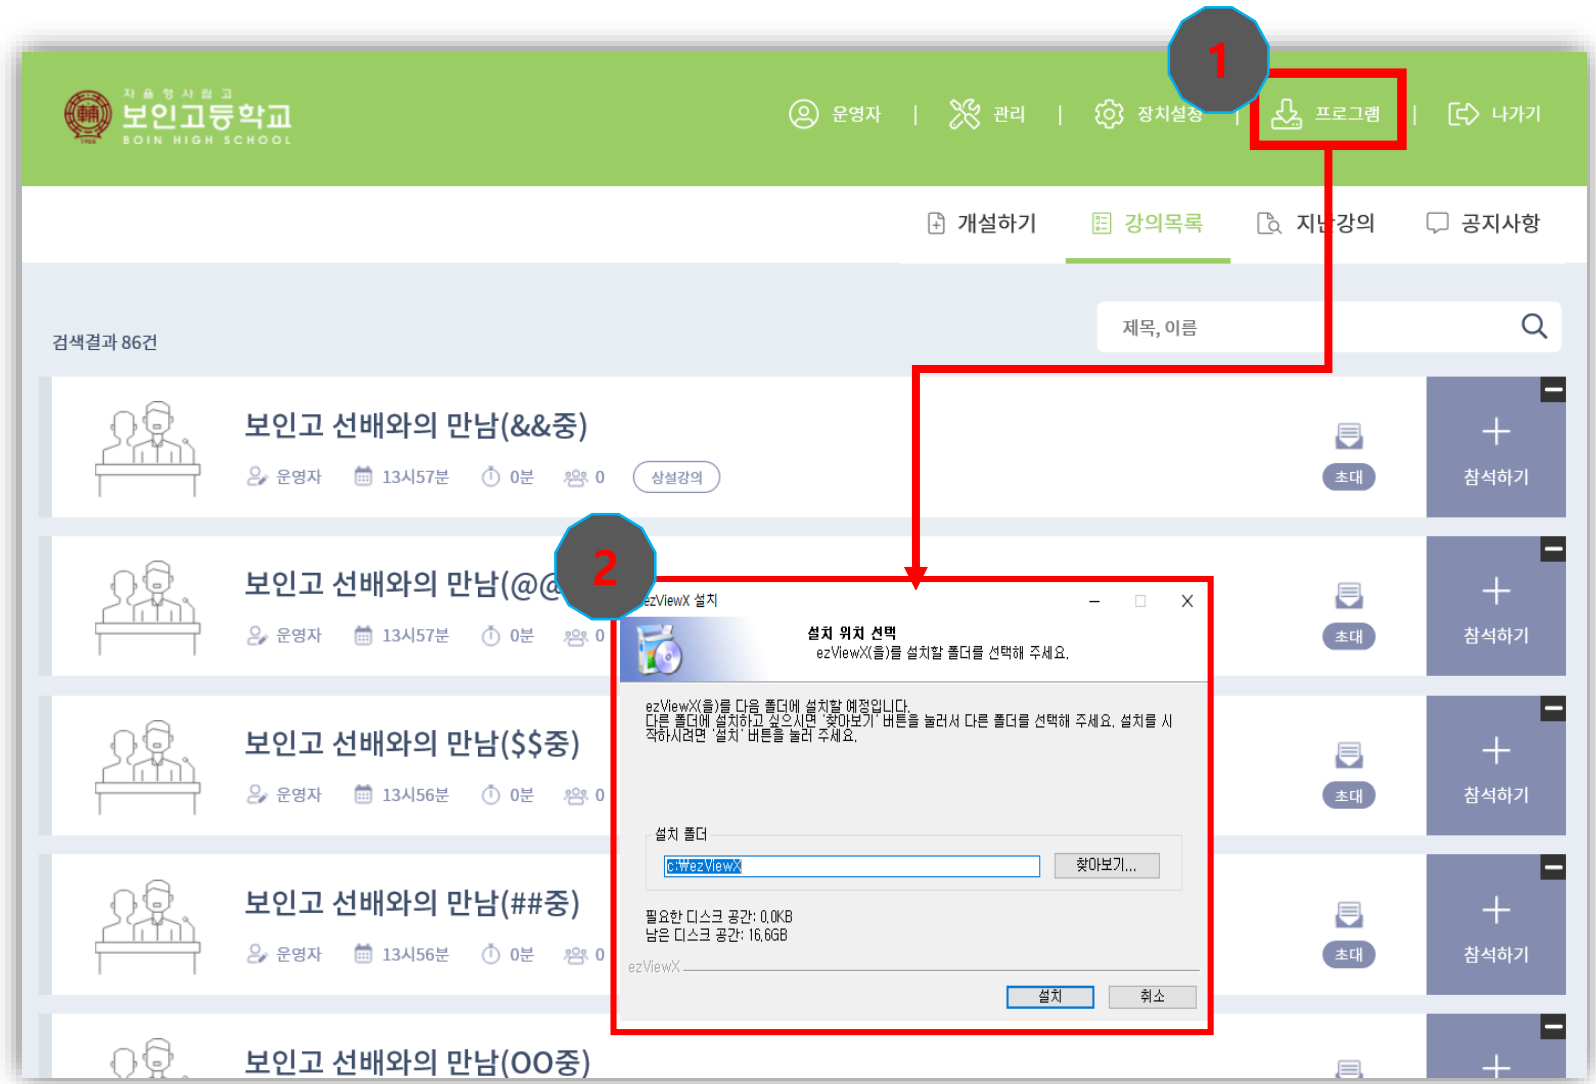 1
자율형사립고
보인고등학교
BOIN HIGH SCHOOL
1908
운영자 | 관리 | 장치설정 | 프로그램 | 나가기
개설하기 강의목록 지난강의 공지사항
검색결과 86건
제목, 이름
보인고 선배와의 만남(&&중)
운영자 13시57분 0분 0 상설강의
초대
참석하기
2
보인고 선배와의 만남(@@
운영자 13시57분 0분 0
초대
참석하기
ezViewX 설치
설치 위치 선택
ezViewX(을)를 설치할 폴더를 선택해 주세요.
ezViewX(을)를 다음 폴더에 설치할 예정입니다.
다른 폴더에 설치하고 싶으시면 '찾아보기' 버튼을 눌러서 다른 폴더를 선택해 주세요. 설치를 시
작하시려면 '설치' 버튼을 눌러 주세요.
설치 폴더
c:₩ezViewX
찾아보기...
필요한 디스크 공간: 0.0KB
남은 디스크 공간: 16.6GB
ezViewX
설치 취소
보인고 선배와의 만남($$중)
운영자 13시56분 0분 0
초대
참석하기
보인고 선배와의 만남(##중)
운영자 13시56분 0분 0
초대
참석하기
보인고 선배와의 만남(OO중)